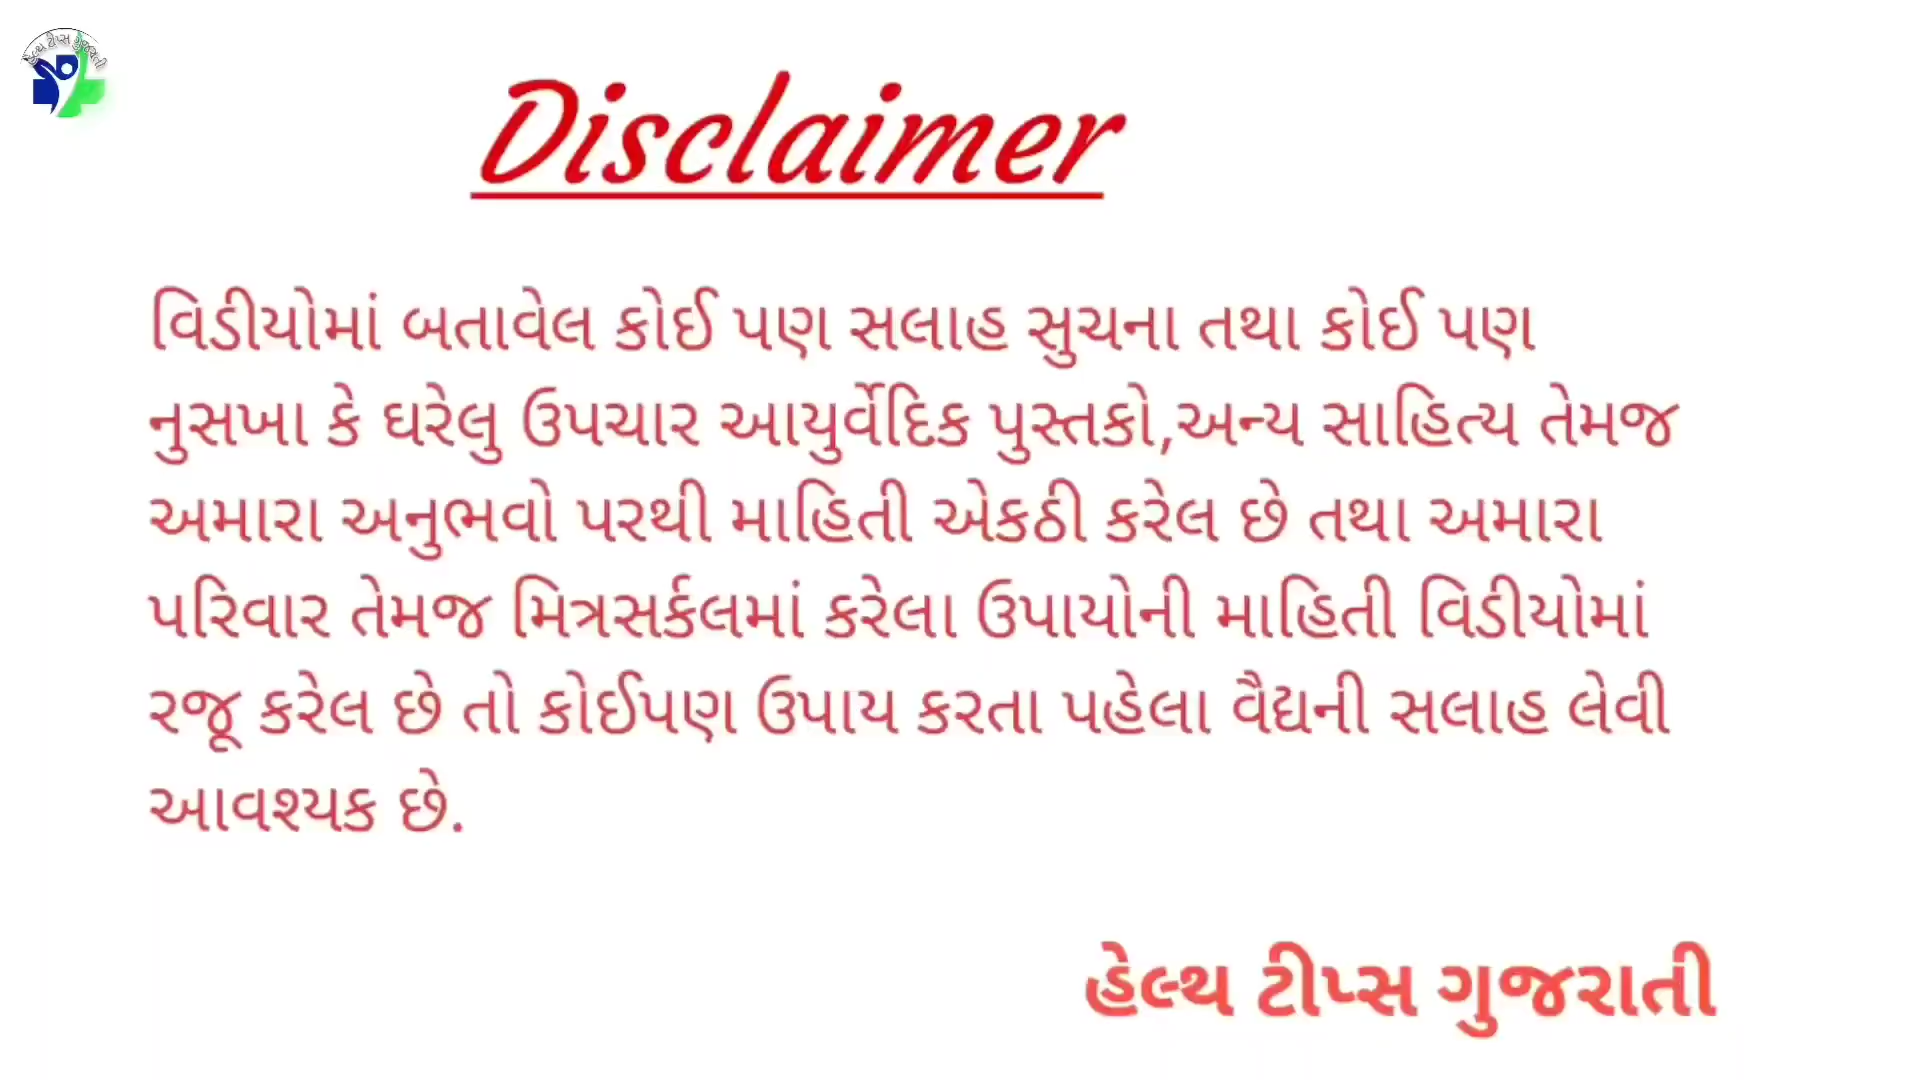 હેલ્થ ટીપ્સ ગુજરાતી
Disclaimer
વિડીયોમાં બતાવેલ કોઈ પણ સલાહ સુચના તથા કોઈ પણ
નુસખા કે ઘરેલુ ઉપચાર આયુર્વેદિક પુસ્તકો,અન્ય સાહિત્ય તેમજ
અમારા અનુભવો પરથી માહિતી એકઠી કરેલ છે તથા અમારા
પરિવાર તેમજ મિત્રસર્કલમાં કરેલા ઉપાયોની માહિતી વિડીયોમાં
રજૂ કરેલ છે તો કોઈપણ ઉપાય કરતા પહેલા વૈદ્યની સલાહ લેવી
આવશ્યક છે.
હેલ્થ ટીપ્સ ગુજરાતી